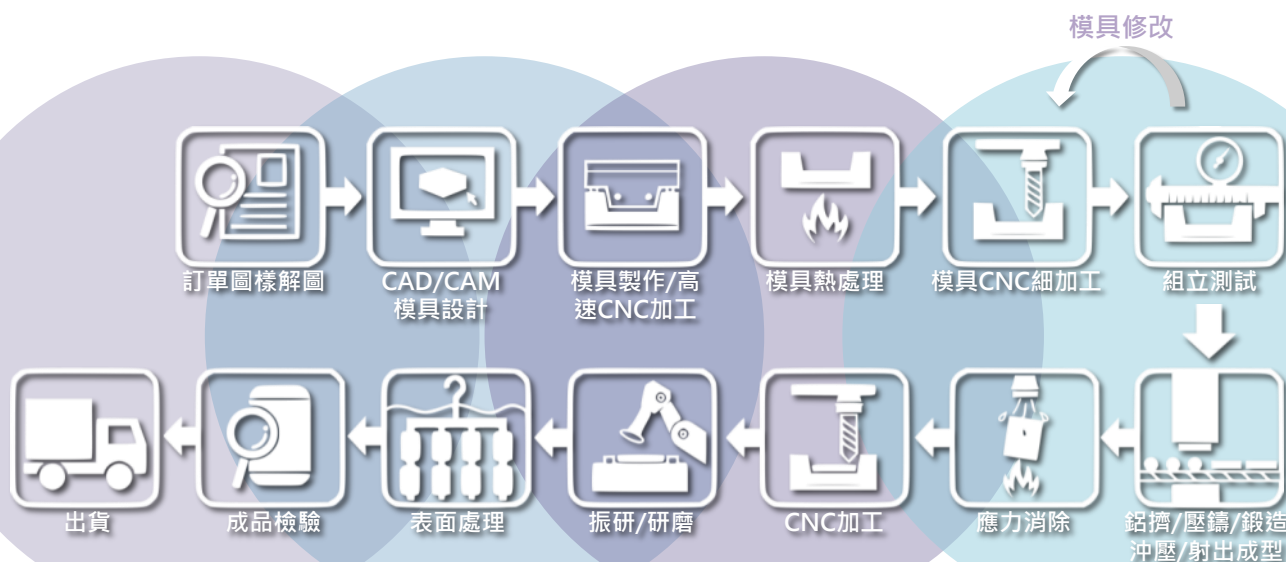 模具修改
訂單圖樣解圖
CAD/CAM
模具設計
模具製作/高
速CNC加工
模具熱處理
模具CNC細加工
組立測試
出貨
成品檢驗
表面處理
振研/研磨
CNC加工
應力消除
鋁擠/壓鑄/鍛造
沖壓/射出成型